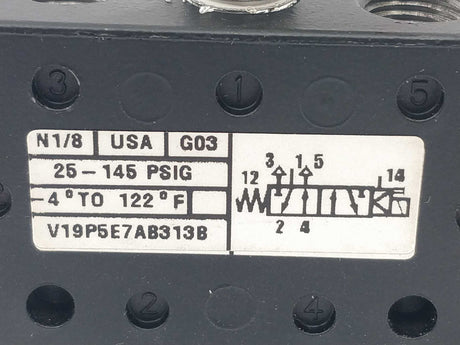 3 1 5
N1/8 USA G03
25-145 PSIG
-4° TO 122° F
V19P5E7AB313B
3 1 5
12 14
2 4
2 4